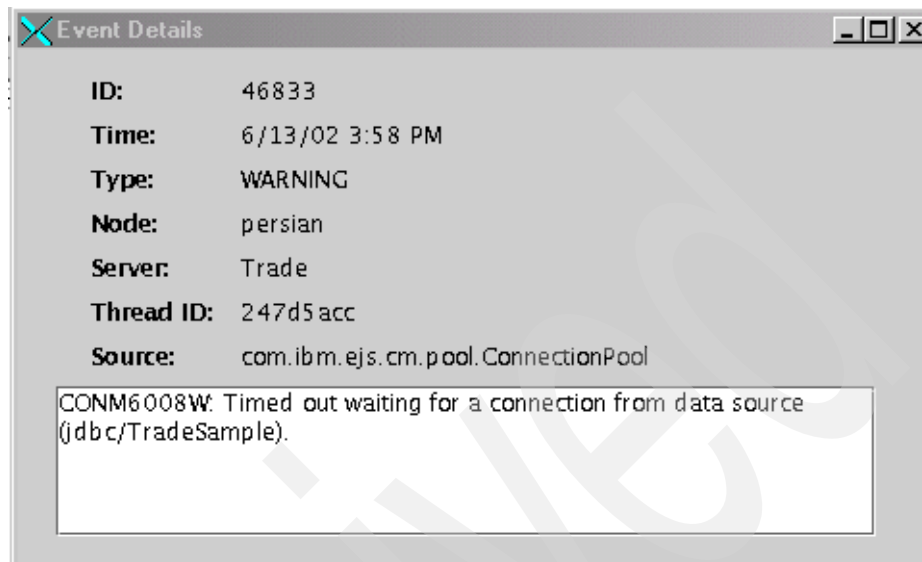 Event Details
ID: 46833
Time: 6/13/02 3:58 PM
Type: WARNING
Node: persian
Server: Trade
Thread ID: 247d5acc
Source: com.ibm.ejs.cm.pool.ConnectionPool
CONM6008W: Timed out waiting for a connection from data source
(jdbc/TradeSample).